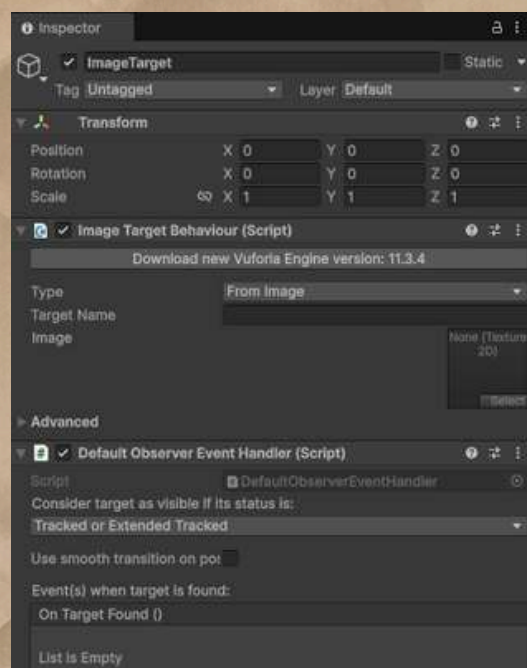 Inspector
ImageTarget Static
Tag Untagged Layer Default
Transform
Position X 0 Y 0 Z 0
Rotation X 0 Y 0 Z 0
Scale X 1 Y 1 Z 1
Image Target Behaviour (Script)
Download new Vuforia Engine version: 11.3.4
Type From Image
Target Name
Image None (Texture
2D)
Select
Advanced
# Default Observer Event Handler (Script)
Script DefaultObserverEventHandler
Consider target as visible if its status is:
Tracked or Extended Tracked
Use smooth transition on pos
Event(s) when target is found:
On Target Found ()
List is Empty